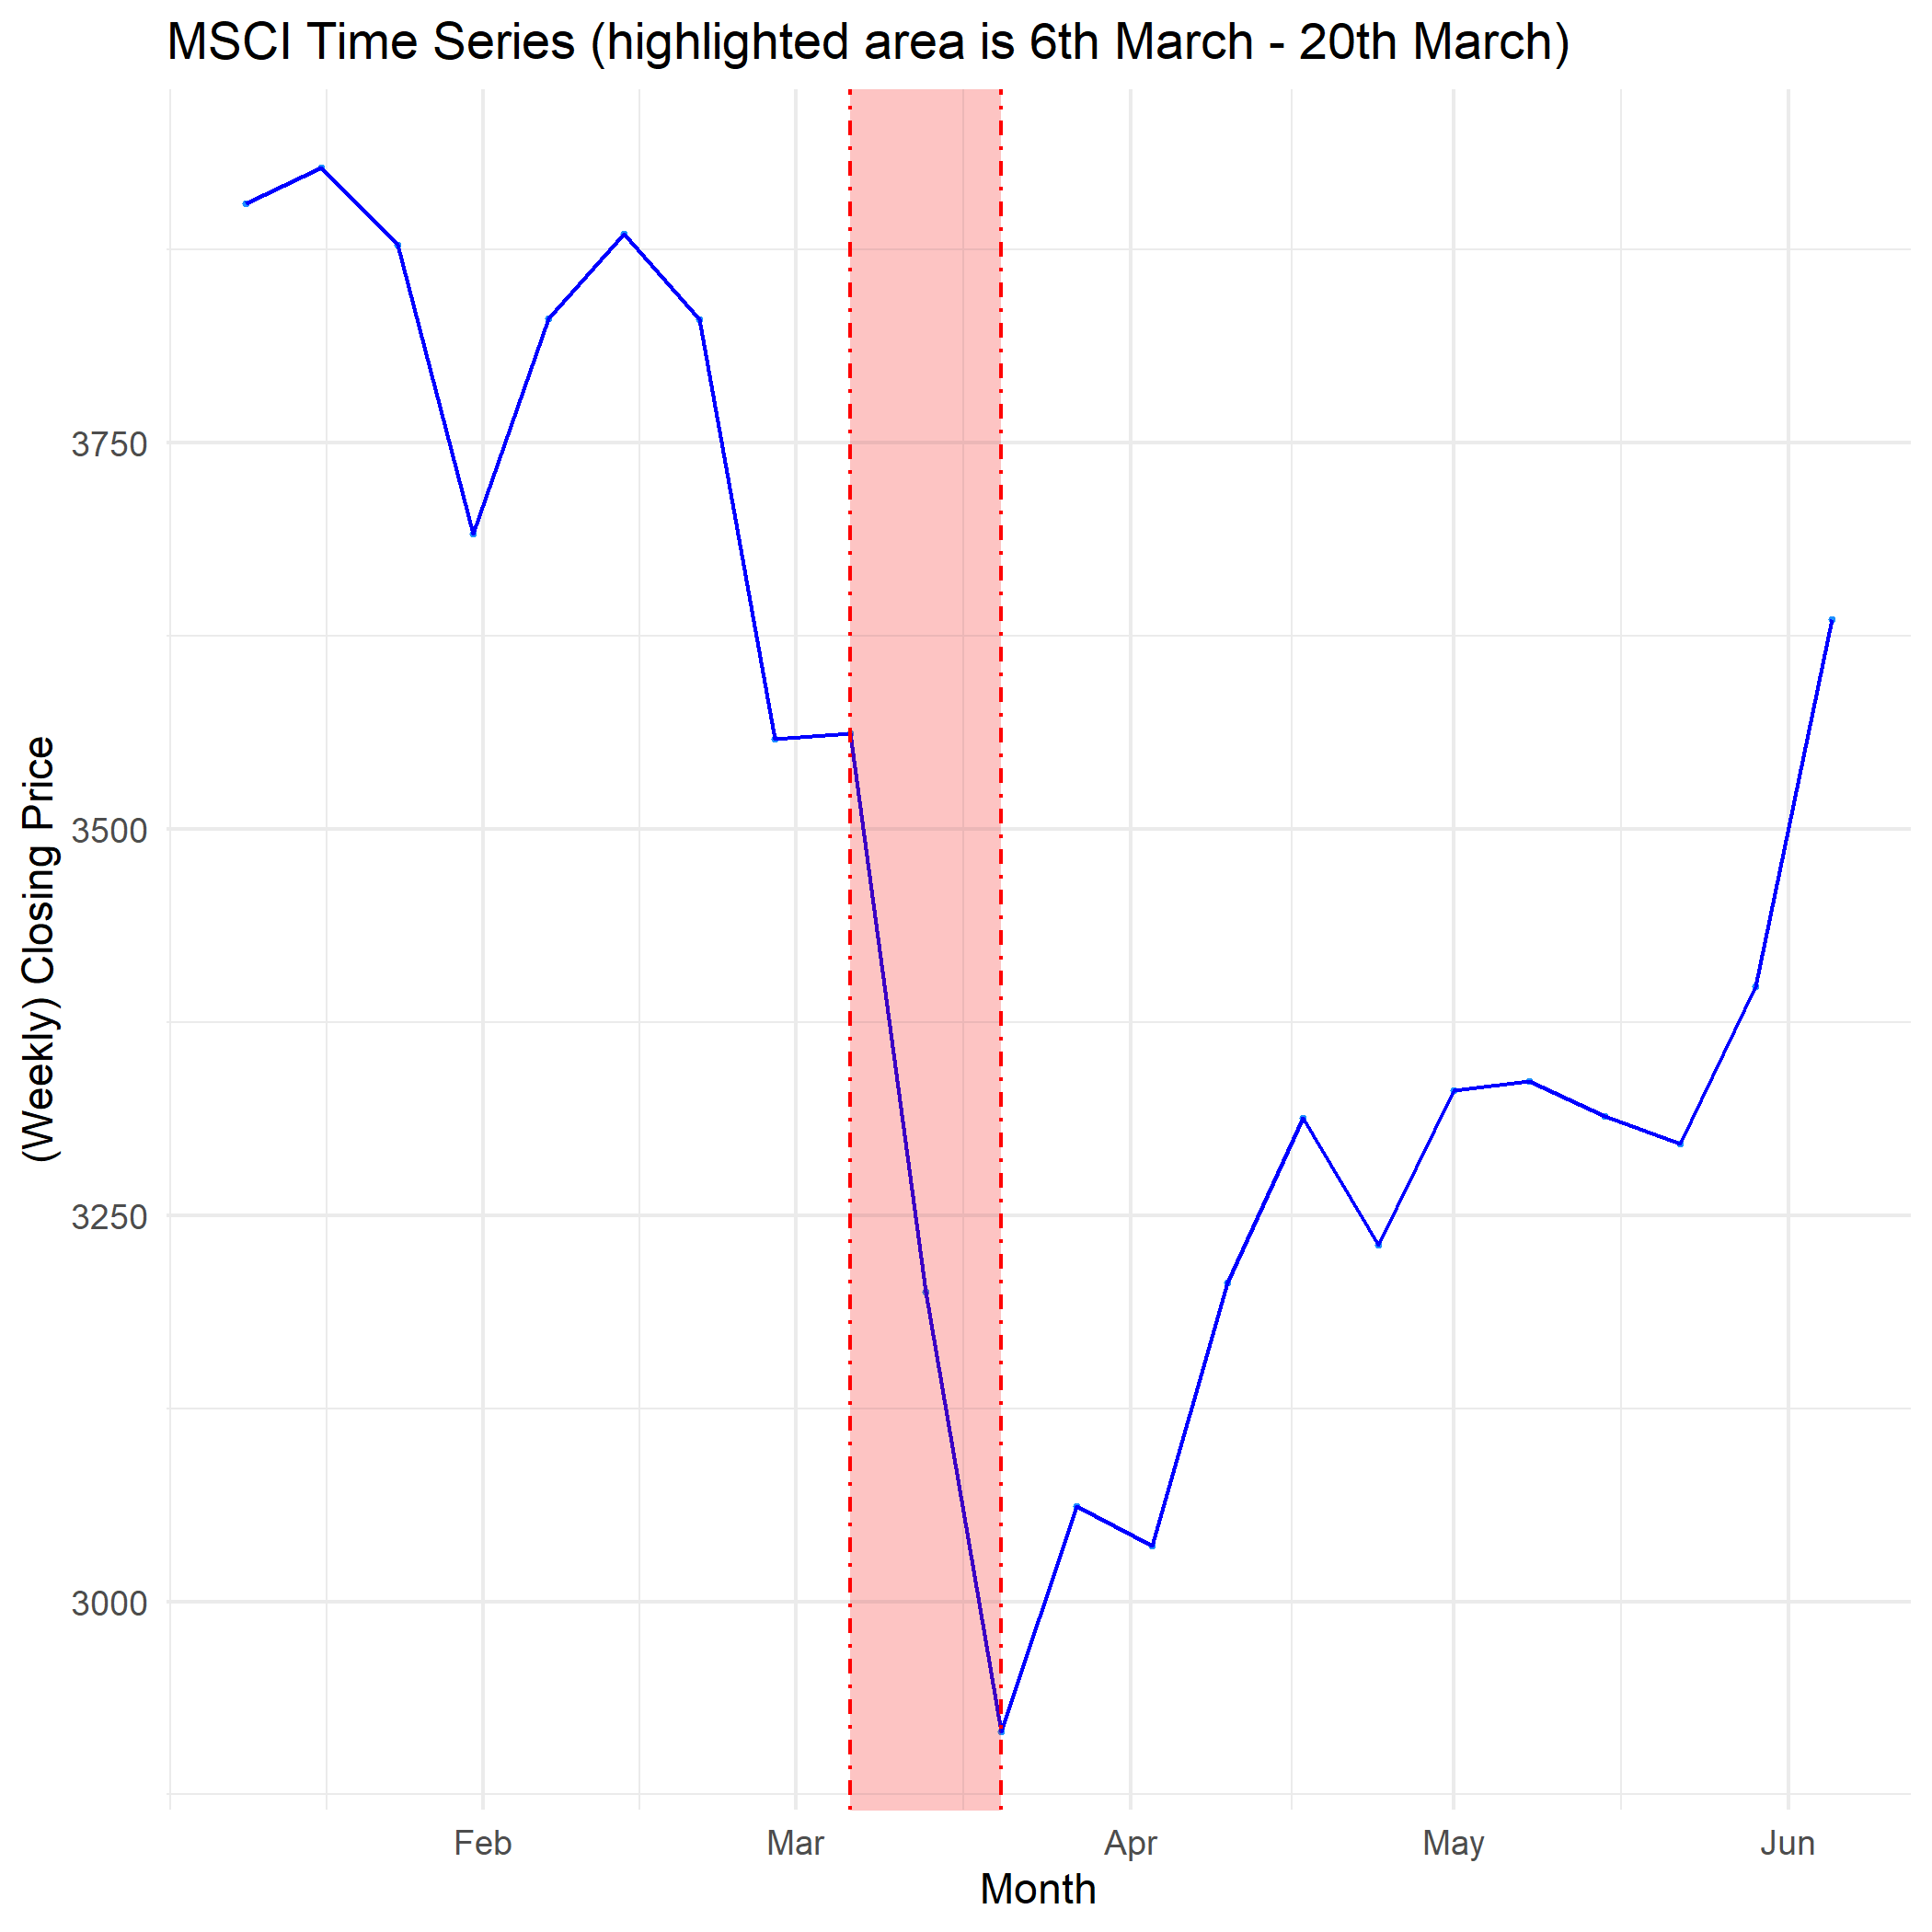 MSCI Time Series (highlighted area is 6th March - 20th March)
(Weekly) Closing Price
3750
3500
3250
3000
Feb Mar Apr May Jun
Month